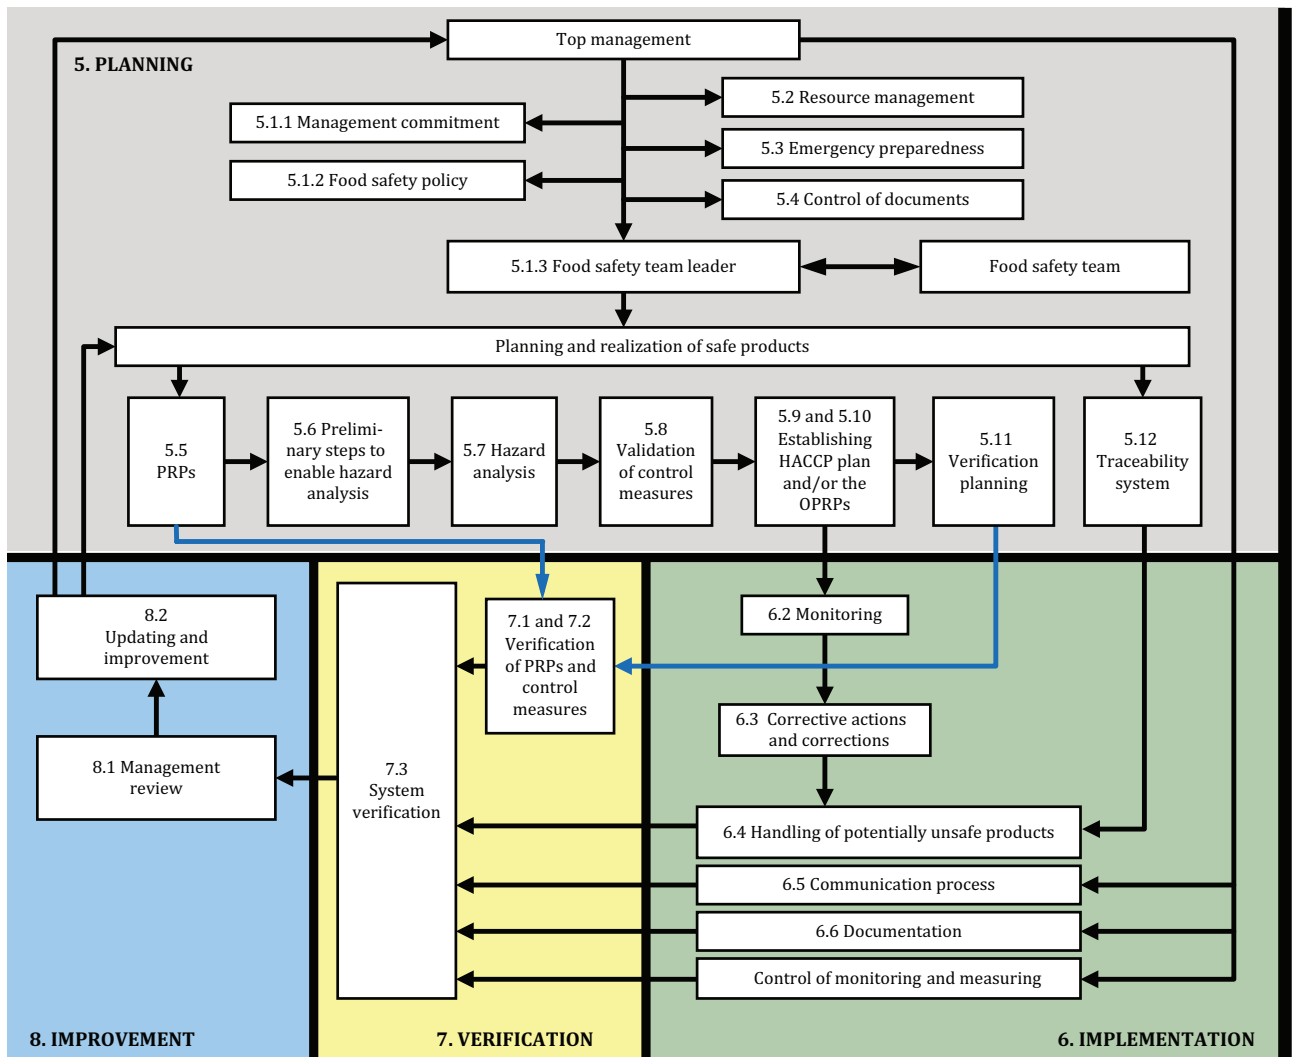 Top management
5. PLANNING
5.2 Resource management
5.1.1 Management commitment
5.3 Emergency preparedness
5.1.2 Food safety policy
5.4 Control of documents
5.1.3 Food safety team leader
Food safety team
Planning and realization of safe products
5.5
PRPs
5.6 Prelimi-
nary steps to
enable hazard
analysis
5.7 Hazard
analysis
5.8
Validation
of control
measures
5.9 and 5.10
Establishing
HACCP plan
and/or the
OPRPs
5.11
Verification
planning
5.12
Traceability
system
8.2
Updating and
improvement
7.1 and 7.2
Verification
of PRPs and
control
measures
6.2 Monitoring
6.3 Corrective actions
and corrections
8.1 Management
review
7.3
System
verification
6.4 Handling of potentially unsafe products
6.5 Communication process
6.6 Documentation
Control of monitoring and measuring
8. IMPROVEMENT
7. VERIFICATION
6. IMPLEMENTATION